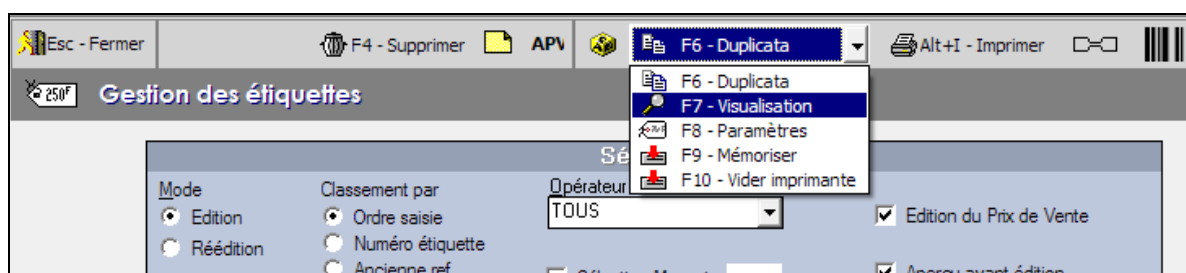 Esc - Fermer F4 - Supprimer APV F6 - Duplicata Alt+I - Imprimer
250F Gestion des étiquettes
F6 - Duplicata
F7 - Visualisation
F8 - Paramètres
F9 - Mémoriser
F10 - Vider imprimante
Sé
Mode Classement par Opérateur
Edition Ordre saisie TOUS Edition du Prix de Vente
Réédition Numéro étiquette
Ancienne ref Aperçu avant édition